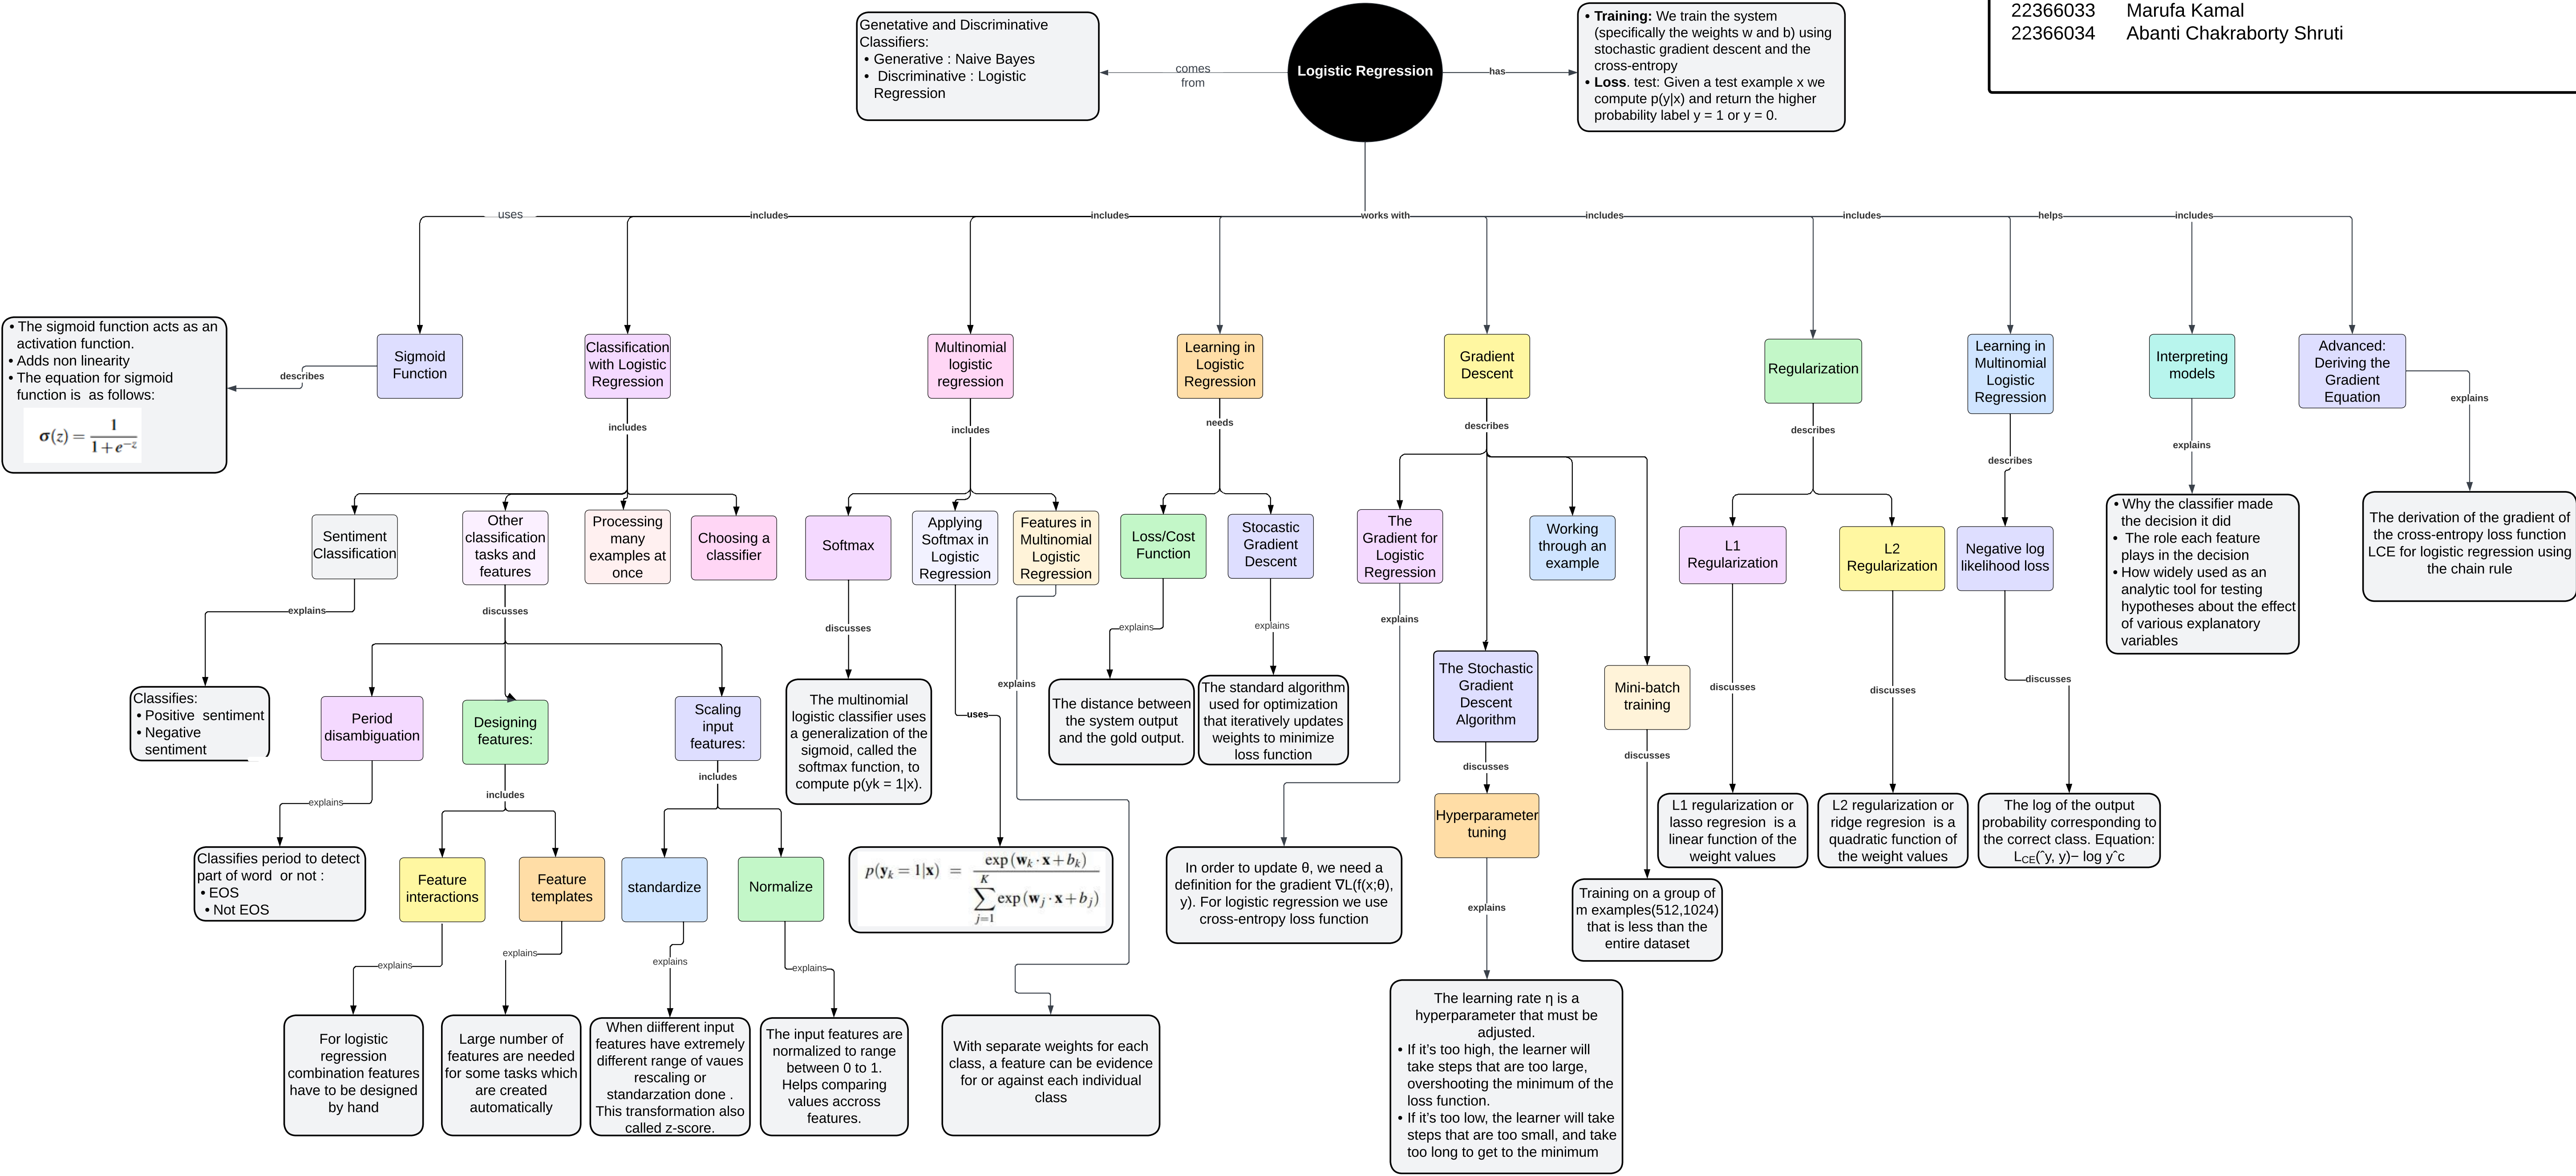 22366033 Marufa Kamal
22366034 Abanti Chakraborty Shruti
Genetative and Discriminative
Classifiers:
• Generative : Naive Bayes
• Discriminative : Logistic
Regression
comes
from
Logistic Regression
has
• Training: We train the system
(specifically the weights w and b) using
stochastic gradient descent and the
cross-entropy
• Loss. test: Given a test example x we
compute p(y|x) and return the higher
probability label y = 1 or y = 0.
uses
includes
includes
works with
includes
includes
helps
includes
• The sigmoid function acts as an
activation function.
• Adds non linearity
• The equation for sigmoid
function is as follows:
σ(z) = 1 / (1 + e^{-z})
describes
Sigmoid
Function
Classification
with Logistic
Regression
Multinomial
logistic
regression
Learning in
Logistic
Regression
Gradient
Descent
Regularization
Learning in
Multinomial
Logistic
Regression
Interpreting
models
Advanced:
Deriving the
Gradient
Equation
includes
includes
needs
describes
describes
describes
explains
explains
Sentiment
Classification
Other
classification
tasks and
features
Processing
many
examples at
once
Choosing a
classifier
Softmax
Applying
Softmax in
Logistic
Regression
Features in
Multinomial
Logistic
Regression
Loss/Cost
Function
Stocastic
Gradient
Descent
The
Gradient for
Logistic
Regression
Working
through an
example
L1
Regularization
L2
Regularization
Negative log
likelihood loss
• Why the classifier made
the decision it did
• The role each feature
plays in the decision
• How widely used as an
analytic tool for testing
hypotheses about the effect
of various explanatory
variables
The derivation of the gradient of
the cross-entropy loss function
LCE for logistic regression using
the chain rule
explains
discusses
discusses
explains
uses
explains
explains
explains
discusses
discusses
discusses
Classifies:
• Positive sentiment
• Negative
sentiment
Period
disambiguation
Designing
features:
Scaling
input
features:
The multinomial
logistic classifier uses
a generalization of the
sigmoid, called the
softmax function, to
compute p(yk = 1|x).
The distance between
the system output
and the gold output.
The standard algorithm
used for optimization
that iteratively updates
weights to minimize
loss function
The Stochastic
Gradient
Descent
Algorithm
Mini-batch
training
explains
includes
includes
discusses
discusses
Classifies period to detect
part of word or not :
• EOS
• Not EOS
Feature
interactions
Feature
templates
standardize
Normalize
p(y_k = 1|x) = exp(w_k · x + b_k) / ∑_{j=1}^{K} exp(w_j · x + b_j)
In order to update θ, we need a
definition for the gradient ∇L(f(x;θ),
y). For logistic regression we use
cross-entropy loss function
Hyperparameter
tuning
L1 regularization or
lasso regresion is a
linear function of the
weight values
L2 regularization or
ridge regresion is a
quadratic function of
the weight values
The log of the output
probability corresponding to
the correct class. Equation:
LCE(ˆy, y)− log yˆc
explains
Training on a group of
m examples(512,1024)
that is less than the
entire dataset
explains
explains
explains
explains
For logistic
regression
combination features
have to be designed
by hand
Large number of
features are needed
for some tasks which
are created
automatically
When different input
features have extremely
different range of vaues
rescaling or
standarzation done .
This transformation also
called z-score.
The input features are
normalized to range
between 0 to 1.
Helps comparing
values accross
features.
With separate weights for each
class, a feature can be evidence
for or against each individual
class
The learning rate η is a
hyperparameter that must be
adjusted.
• If it’s too high, the learner will
take steps that are too large,
overshooting the minimum of the
loss function.
• If it’s too low, the learner will take
steps that are too small, and take
too long to get to the minimum